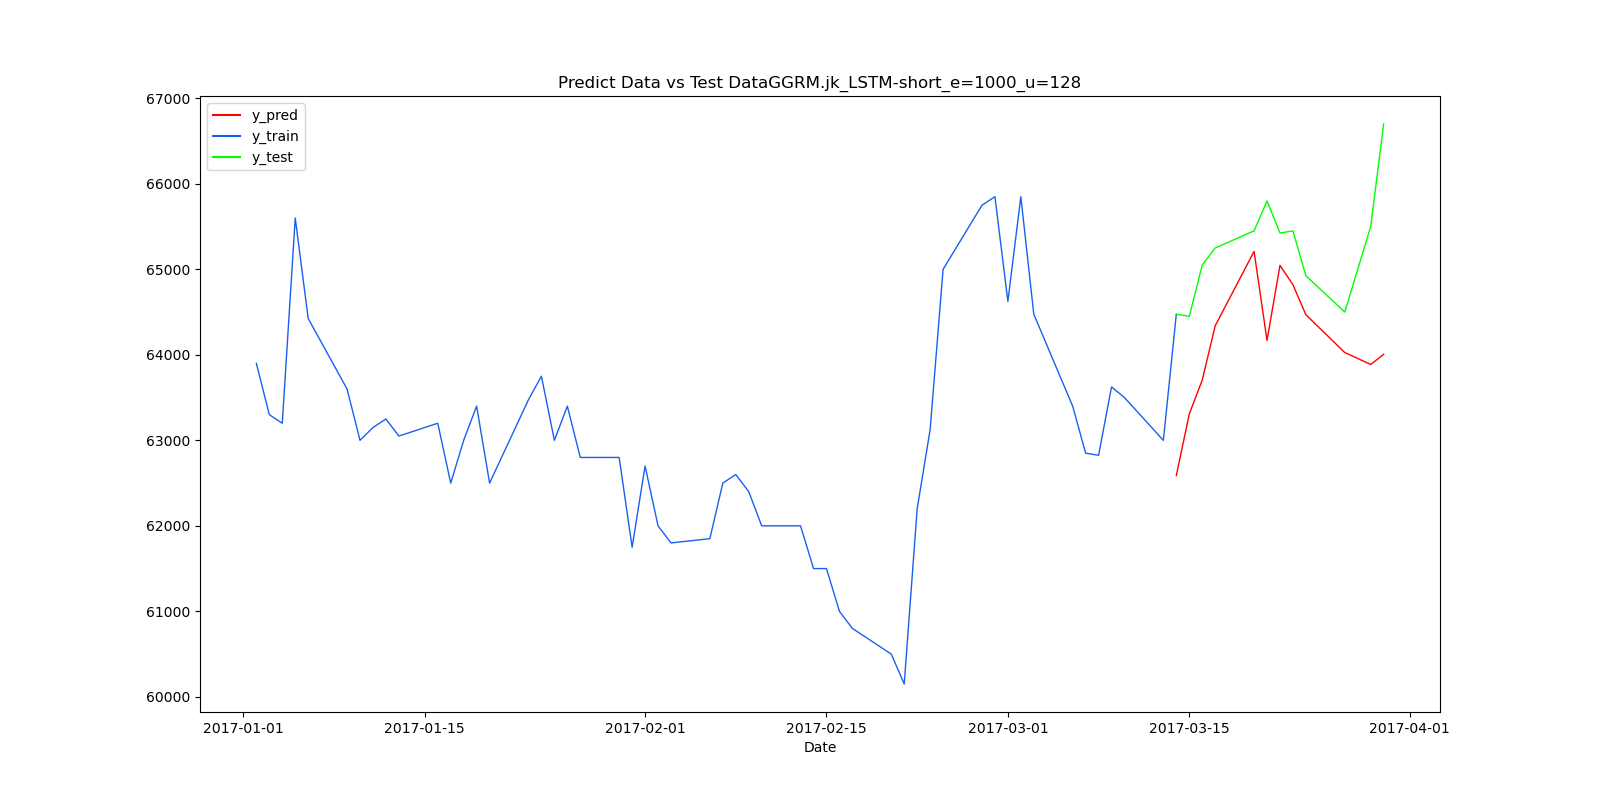 Predict Data vs Test DataGGRM.jk_LSTM-short_e=1000_u=128
67000
66000
65000
64000
63000
62000
61000
60000
y_pred
y_train
y_test
2017-01-01 2017-01-15 2017-02-01 2017-02-15 2017-03-01 2017-03-15 2017-04-01
Date